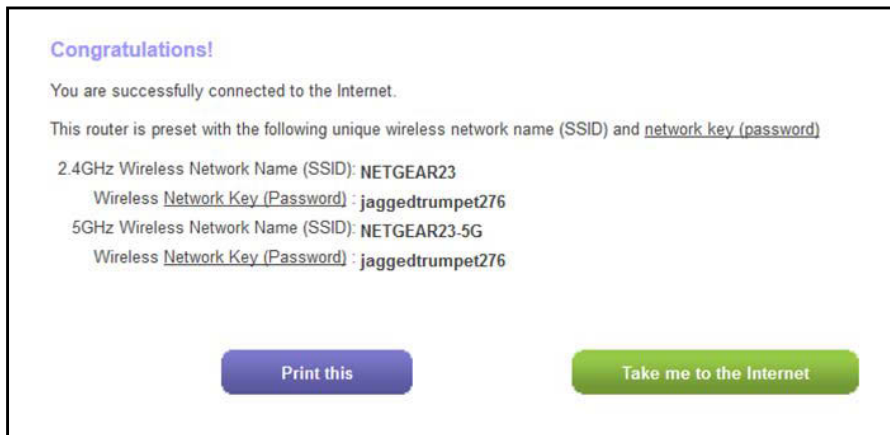 Congratulations!
You are successfully connected to the Internet.
This router is preset with the following unique wireless network name (SSID) and network key (password)
2.4GHz Wireless Network Name (SSID): NETGEAR23
Wireless Network Key (Password) : jaggedtrumpet276
5GHz Wireless Network Name (SSID): NETGEAR23-5G
Wireless Network Key (Password) : jaggedtrumpet276
Print this
Take me to the Internet